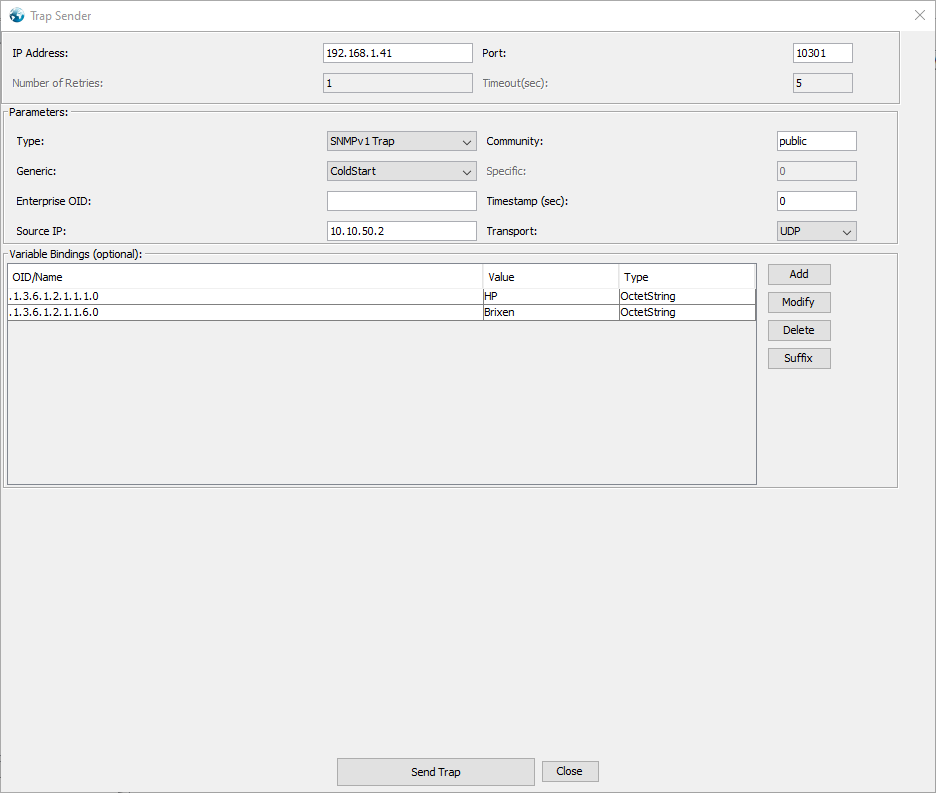 Trap Sender
IP Address: 192.168.1.41 Port: 10301
Number of Retries: 1 Timeout(sec): 5
Parameters:
Type: SNMPv1 Trap Community: public
Generic: ColdStart Specific: 0
Enterprise OID: Timestamp (sec): 0
Source IP: 10.10.50.2 Transport: UDP
Variable Bindings (optional):
OID/Name Value Type Add
.1.3.6.1.2.1.1.1.0 HP OctetString Modify
.1.3.6.1.2.1.1.6.0 Brixen OctetString
Delete
Suffix
Send Trap Close